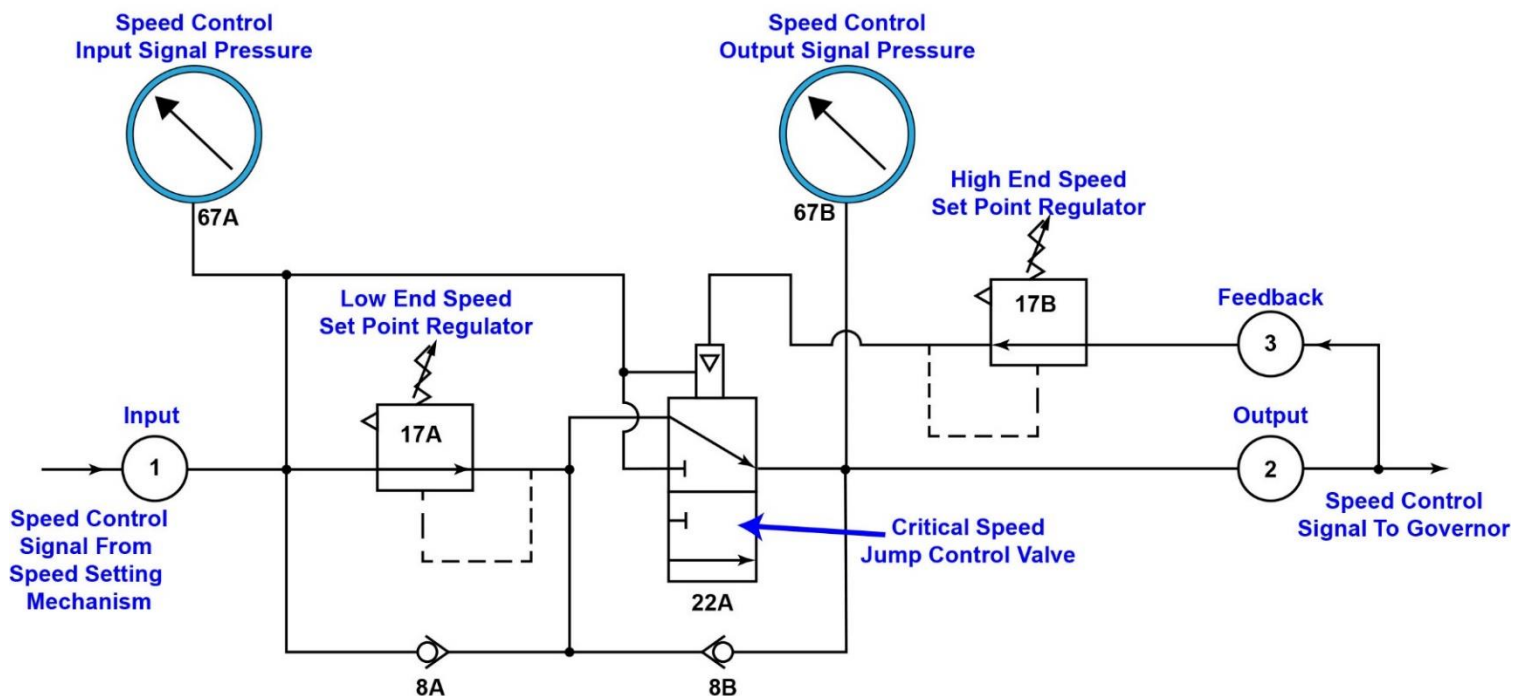 Speed Control
Input Signal Pressure
67A
Speed Control
Output Signal Pressure
67B
High End Speed
Set Point Regulator
17B
Low End Speed
Set Point Regulator
17A
Feedback
3
Input
1
Output
2
Speed Control
Signal From
Speed Setting
Mechanism
Speed Control
Signal To Governor
Critical Speed
Jump Control Valve
22A
8A
8B